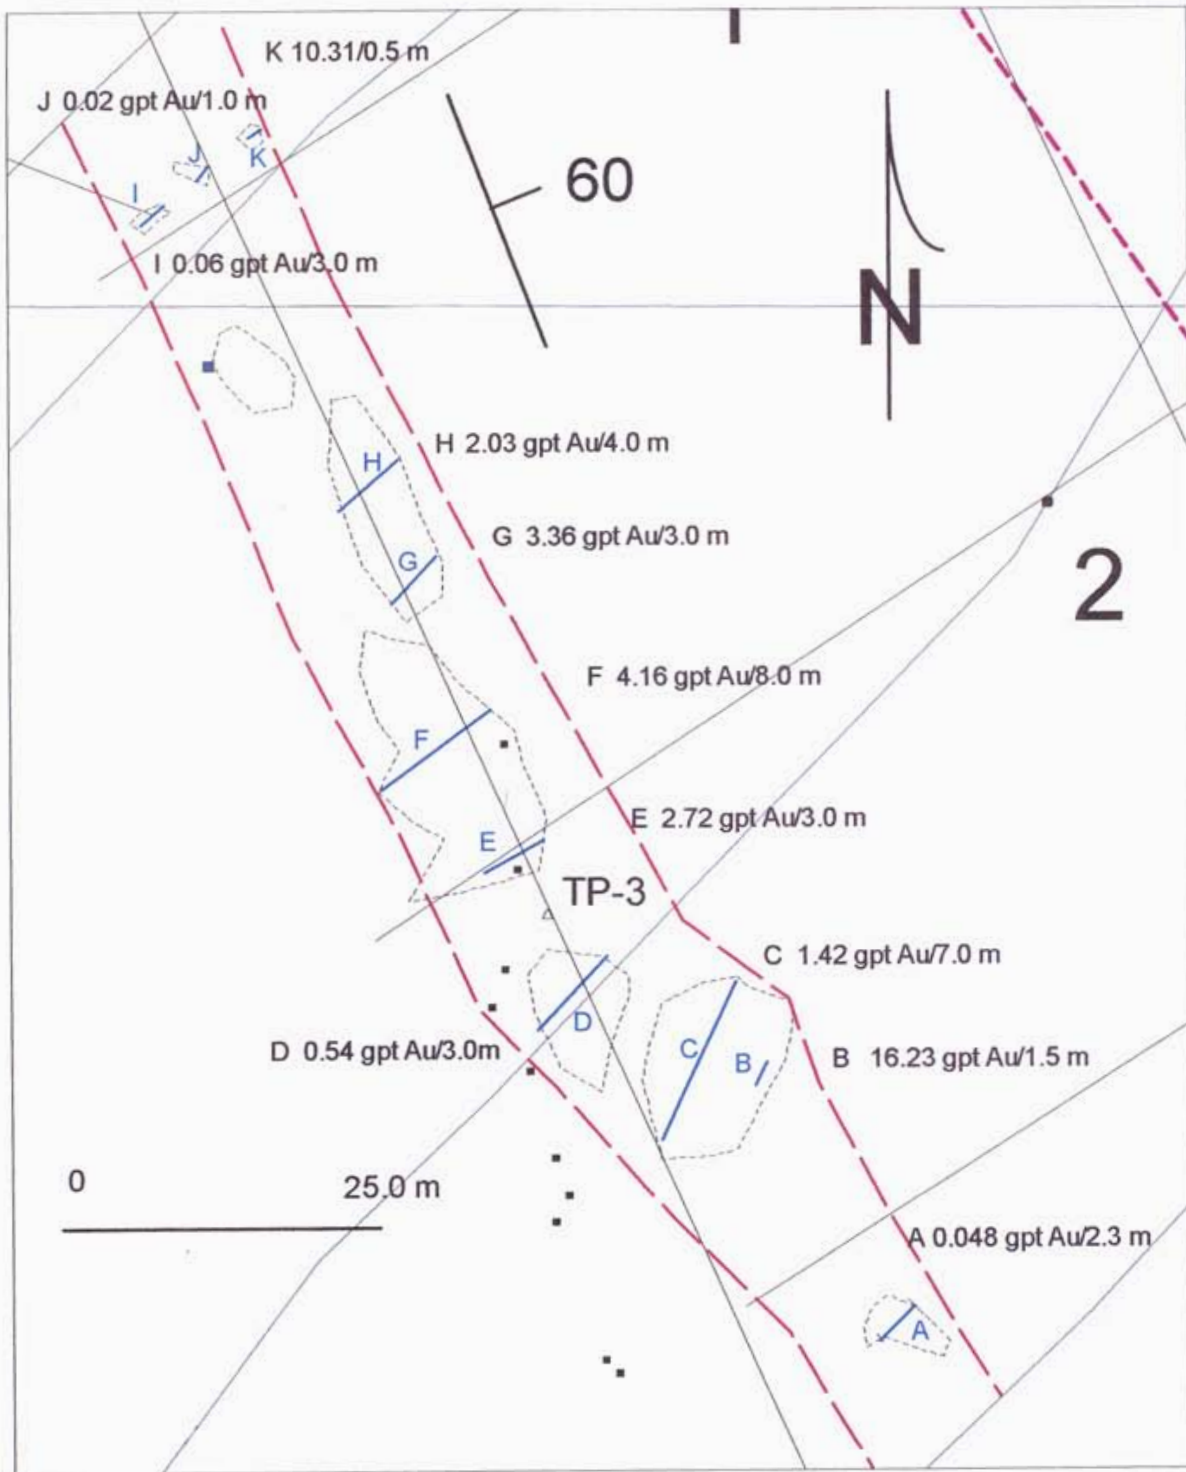 K 10.31/0.5 m
J 0.02 gpt Au/1.0 m
J
K
I
60
I 0.06 gpt Au/3.0 m
N
H 2.03 gpt Au/4.0 m
H
G 3.36 gpt Au/3.0 m
G
2
F 4.16 gpt Au/8.0 m
F
E 2.72 gpt Au/3.0 m
E
TP-3
C 1.42 gpt Au/7.0 m
D
D 0.54 gpt Au/3.0m
C
B
B 16.23 gpt Au/1.5 m
0
25.0 m
A 0.048 gpt Au/2.3 m
A